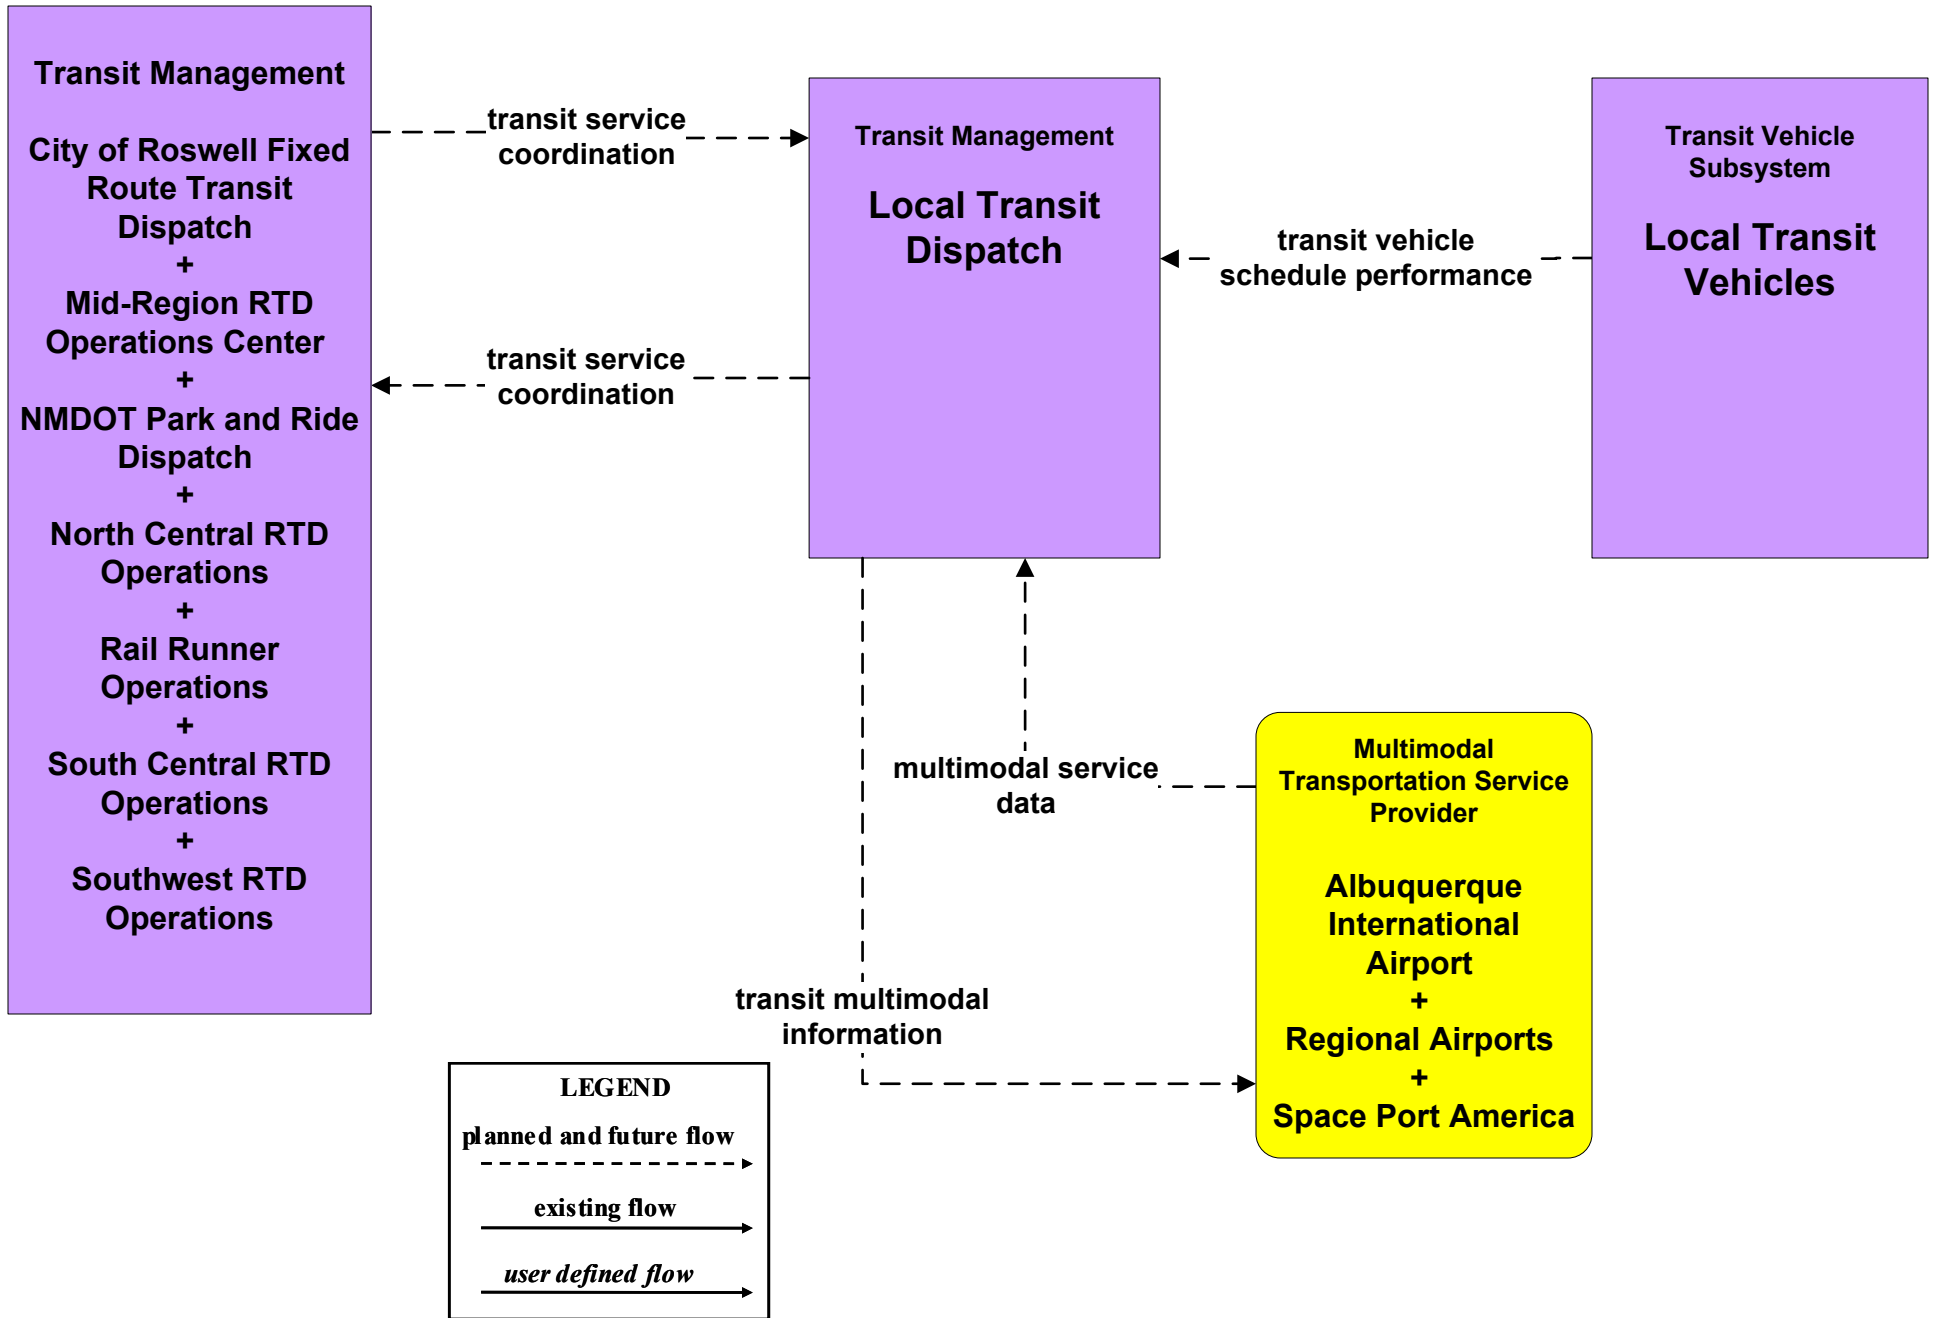 Transit Management
City of Roswell Fixed
Route Transit
Dispatch
+
Mid-Region RTD
Operations Center
+
NMDOT Park and Ride
Dispatch
+
North Central RTD
Operations
+
Rail Runner
Operations
+
South Central RTD
Operations
+
Southwest RTD
Operations
transit service
coordination
transit service
coordination
Transit Management
Local Transit
Dispatch
transit vehicle
schedule performance
Transit Vehicle
Subsystem
Local Transit
Vehicles
multimodal service
data
transit multimodal
information
Multimodal
Transportation Service
Provider
Albuquerque
International
Airport
+
Regional Airports
+
Space Port America
LEGEND
planned and future flow
existing flow
user defined flow